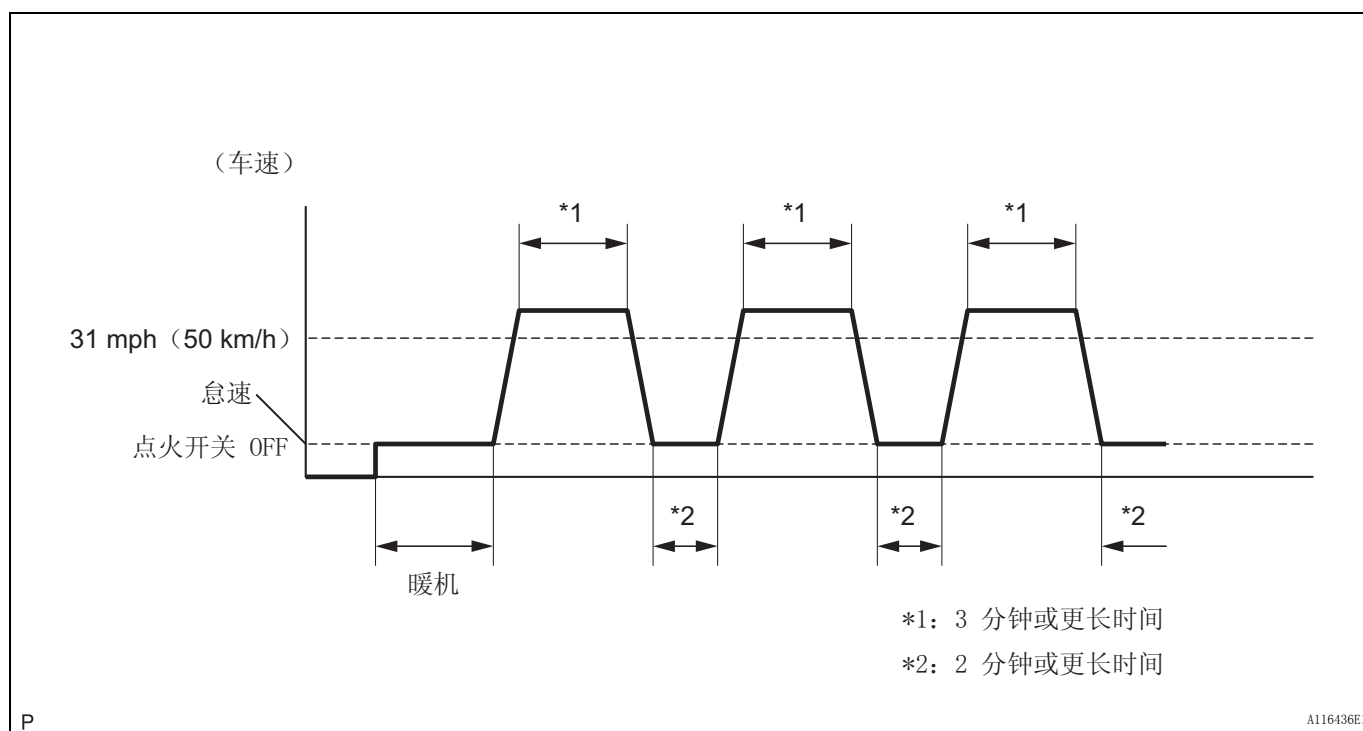 （车速）
*1 *1 *1
31 mph（50 km/h）
怠速
点火开关 OFF
*2 *2 *2
暖机
*1：3 分钟或更长时间
*2：2 分钟或更长时间
P
A116436E